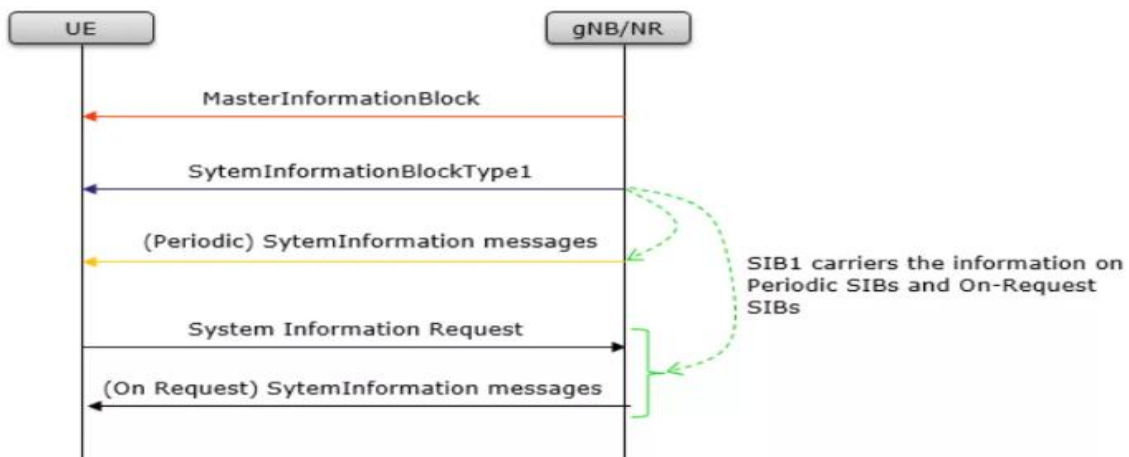 UE
gNB/NR
MasterInformationBlock
SytemInformationBlockType1
(Periodic) SytemInformation messages
SIB1 carriers the information on
Periodic SIBs and On-Request
SIBs
System Information Request
(On Request) SytemInformation messages